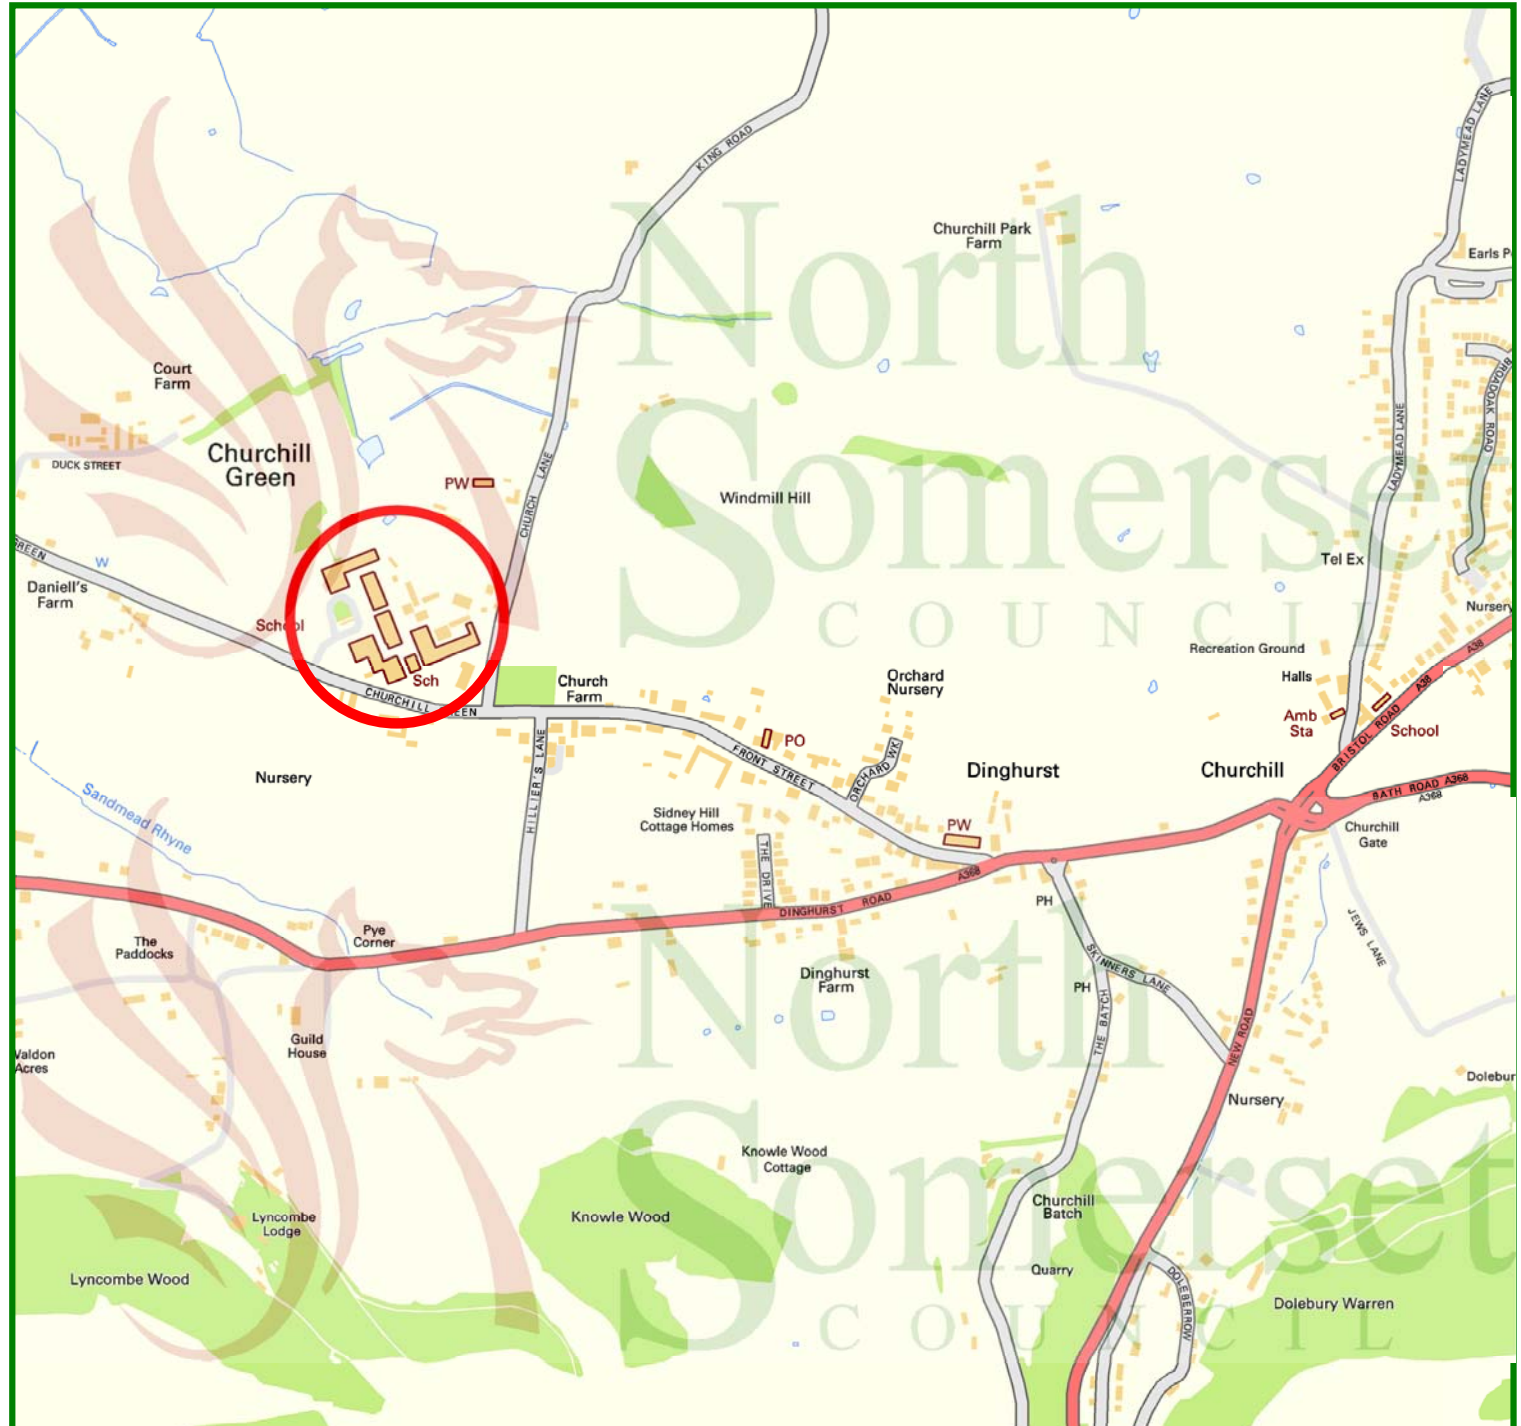 KING ROAD
LADYMEAD LANE
North
Somerset
COUNCIL
Churchill Park
Farm
Earls P
Court
Farm
BROADOAK ROAD
Churchill
Green
DUCK STREET
PW
CHURCH LANE
LADYMEAD LANE
Windmill Hill
GREEN
W
Daniell's
Farm
Tel Ex
Nursery
School
Sch
CHURCHILL GREEN
Church
Farm
Orchard
Nursery
Recreation Ground
Halls
A38
A38
Amb
Sta
School
BRISTOL ROAD
PO
FRONT STREET
ORCHARD WK
Dinghurst
Churchill
BATH ROAD A368
A368
Nursery
HILLIER'S LANE
Sandmead Rhyne
Sidney Hill
Cottage Homes
PW
Churchill
Gate
THE DRIVE
A368
DINGHURST ROAD
PH
JEWS LANE
The
Paddocks
Pye
Corner
SKINNERS LANE
Dinghurst
Farm
PH
THE BATCH
NEW ROAD
North
Somerset
COUNCIL
Guild
House
Waldon
Acres
Dolebur
Nursery
Knowle Wood
Cottage
Churchill
Batch
Lyncombe
Lodge
Knowle Wood
Lyncombe Wood
Quarry
DOLEBERROW
Dolebury Warren